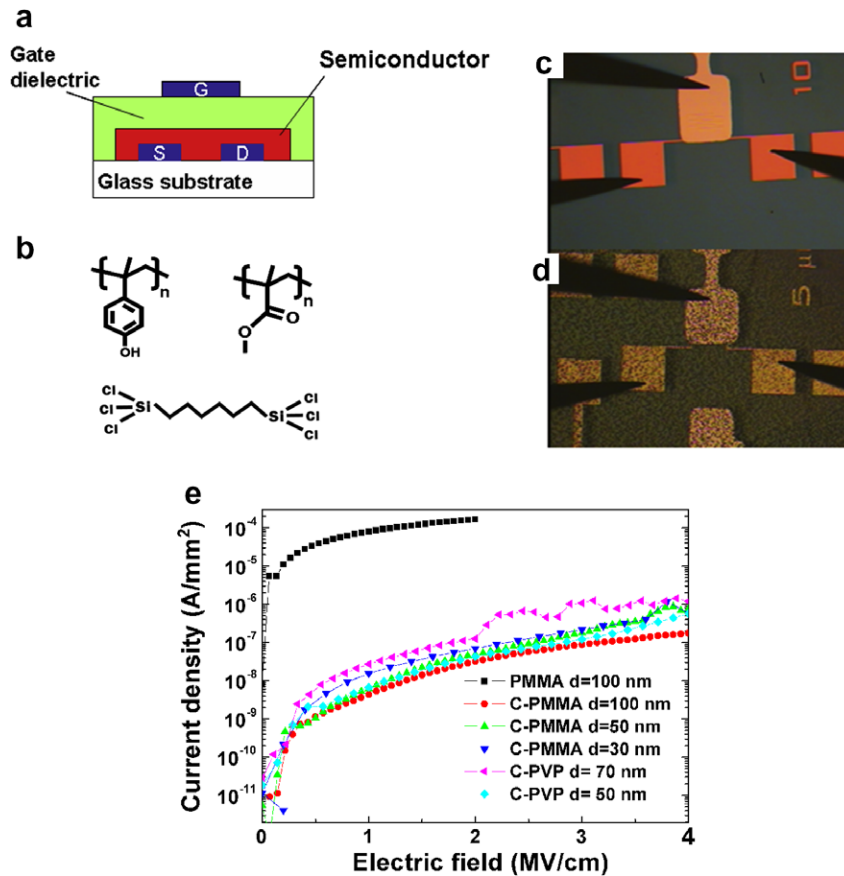 a
Gate
dielectric
Semiconductor
G
S
D
Glass substrate
b
n
OH
n
O
O
Cl
Cl
Cl
Si
Si
Cl
Cl
Cl
c
10
d
5 µ
e
Current density (A/mm²)
10⁻⁴
10⁻⁵
10⁻⁶
10⁻⁷
10⁻⁸
10⁻⁹
10⁻¹⁰
10⁻¹¹
PMMA d=100 nm
C-PMMA d=100 nm
C-PMMA d=50 nm
C-PMMA d=30 nm
C-PVP d= 70 nm
C-PVP d= 50 nm
0 1 2 3 4
Electric field (MV/cm)